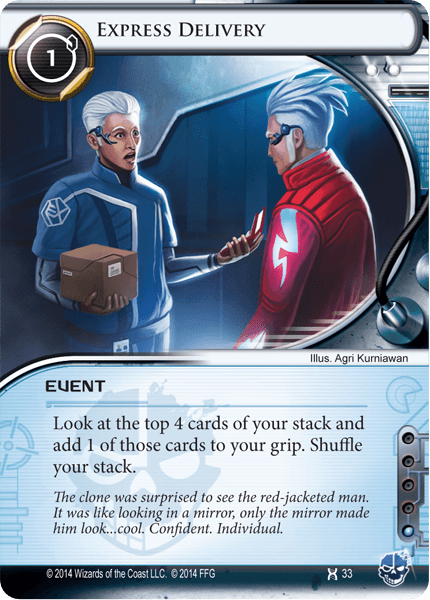 Express Delivery
1
Illus. Agri Kurniawan
EVENT
Look at the top 4 cards of your stack and
add 1 of those cards to your grip. Shuffle
your stack.
The clone was surprised to see the red-jacketed man.
It was like looking in a mirror, only the mirror made
him look...cool. Confident. Individual.
© 2014 Wizards of the Coast LLC. © 2014 FFG
33